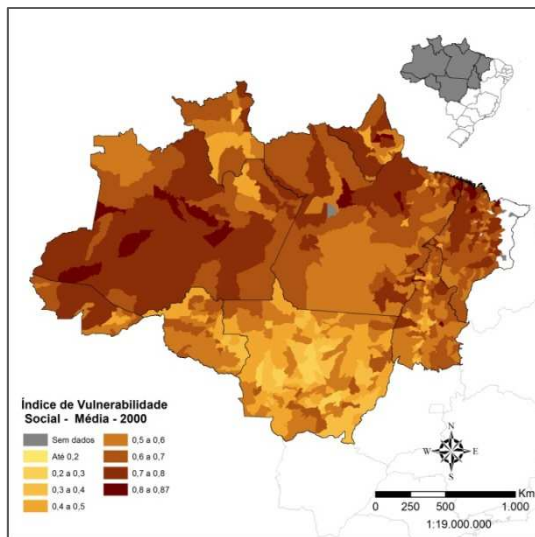 Índice de Vulnerabilidade
Social - Média - 2000
Sem dados
Até 0,2
0,2 a 0,3
0,3 a 0,4
0,4 a 0,5
0,5 a 0,6
0,6 a 0,7
0,7 a 0,8
0,8 a 0,87
N
W E
S
Km
0 250 500 1.000
1:19.000.000